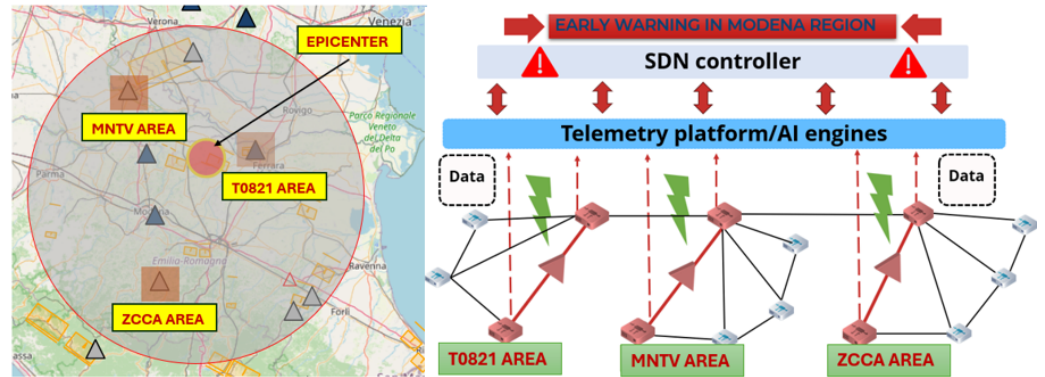 Verona
Venezia
EPICENTER
MNTV AREA
Rovigo
Parco Regionale
Veneto del
Delta
del Po
Ferrara
T0821 AREA
Parma
Emilia-Romagna
Ravenna
Forlì
ZCCA AREA
EARLY WARNING IN MODENA REGION
SDN controller
Telemetry platform/AI engines
Data
Data
T0821 AREA
MNTV AREA
ZCCA AREA